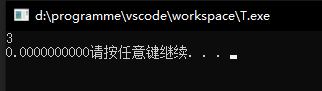 d:\programme\vscode\workspace\T.exe
3
0.0000000000请按任意键继续. . .